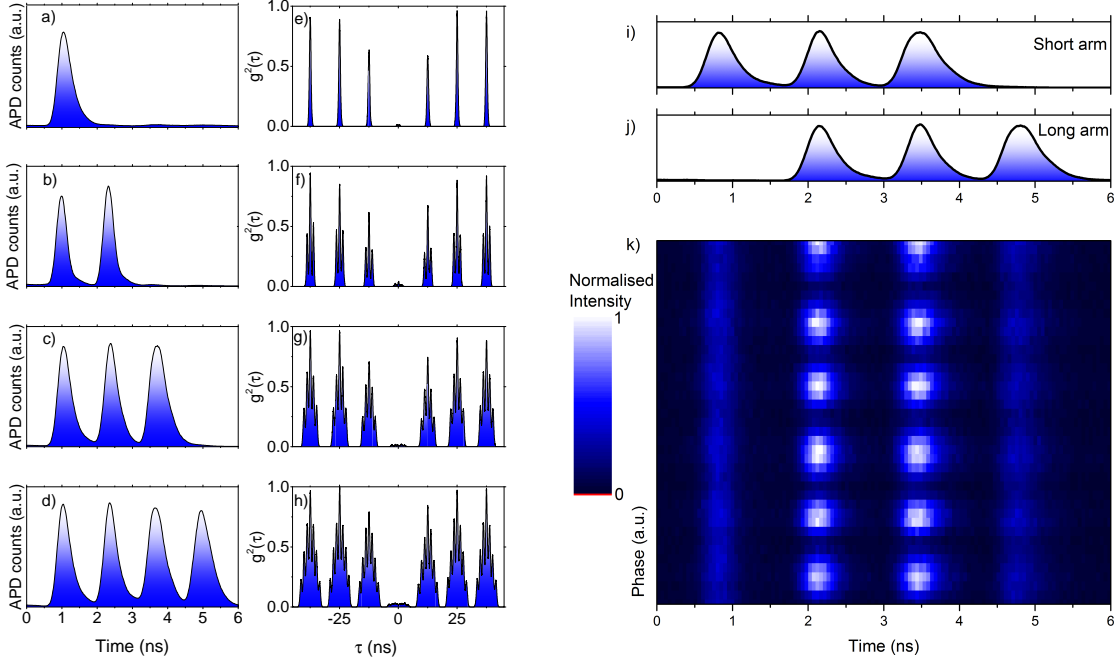 a)
APD counts (a.u.)
b)
APD counts (a.u.)
c)
APD counts (a.u.)
d)
APD counts (a.u.)
0 1 2 3 4 5 6
Time (ns)
e)
g²(τ)
1.0
0.5
0.0
f)
g²(τ)
1.0
0.5
0.0
g)
g²(τ)
1.0
0.5
0.0
h)
g²(τ)
1.0
0.5
0.0
-25 0 25
τ (ns)
i)
Short arm
j)
Long arm
0 1 2 3 4 5 6
k)
Normalised
Intensity
1
0
Phase (a.u.)
0 1 2 3 4 5 6
Time (ns)